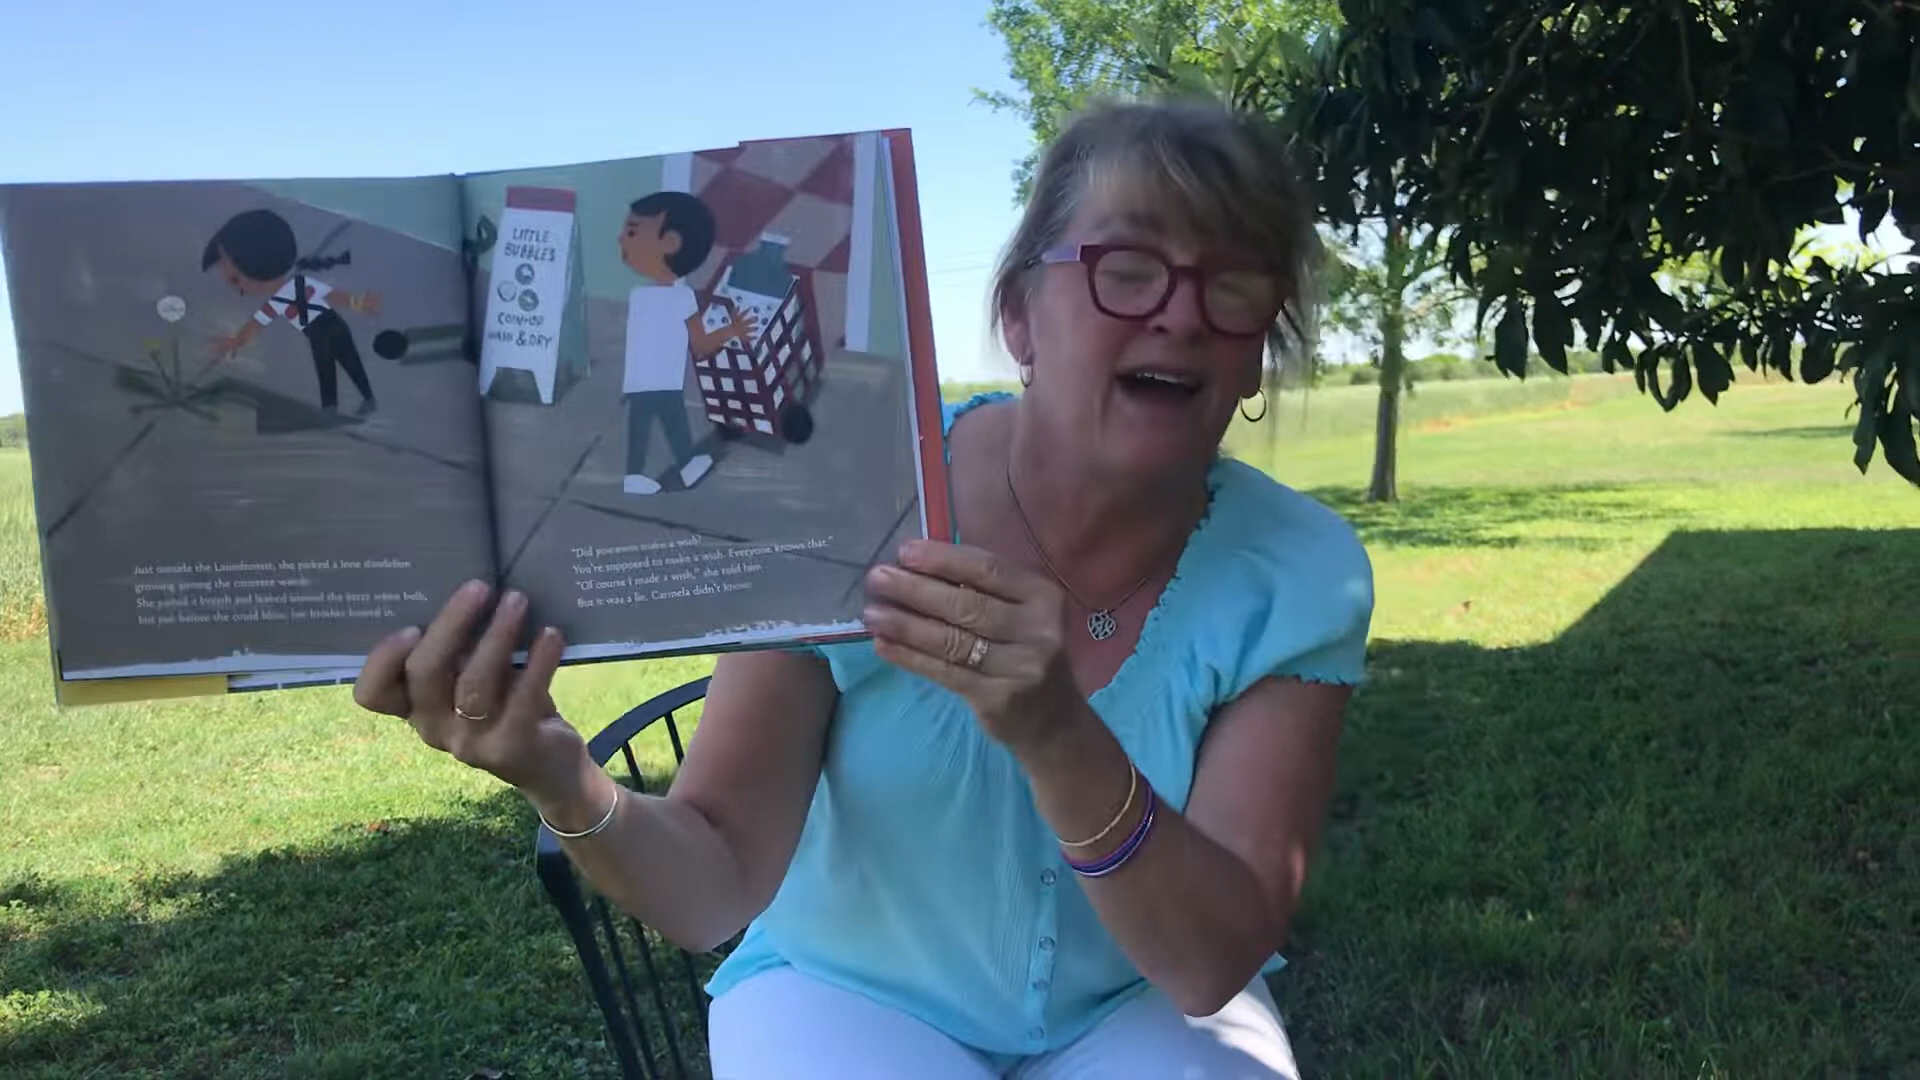 LITTLE
BUBBLES
COIN-OP
WASH & DRY
Just outside the Laundromat, she picked a lone dandelion
growing among the concrete
She pulled a breath and leaned toward the fuzzy white bulb,
but just before she could blow, her brother butted in.
"Did you even make a wish?
You're supposed to make a wish. Everyone knows that."
"Of course I made a wish," she told him.
But it was a lie. Carmela didn't know